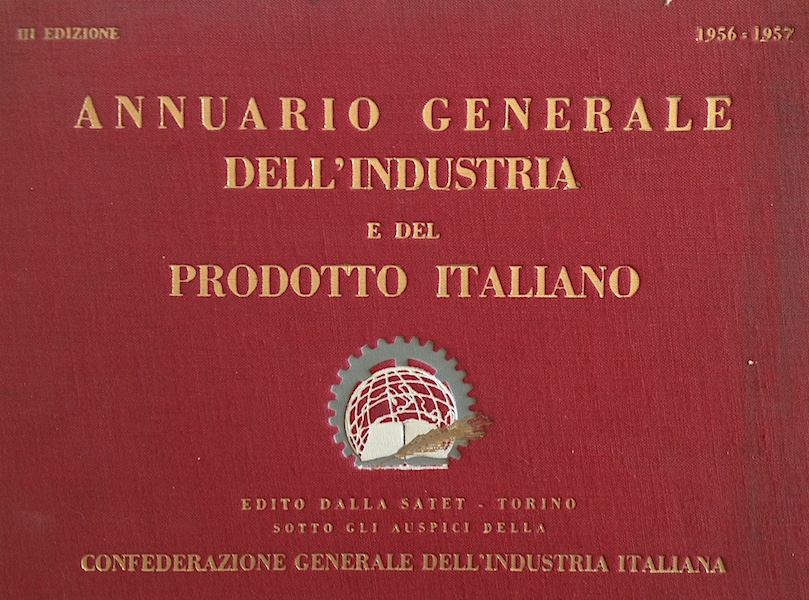 III EDIZIONE
1956-1957
ANNUARIO GENERALE
DELL'INDUSTRIA
E DEL
PRODOTTO ITALIANO
EDITO DALLA SATET - TORINO
SOTTO GLI AUSPICI DELLA
CONFEDERAZIONE GENERALE DELL'INDUSTRIA ITALIANA